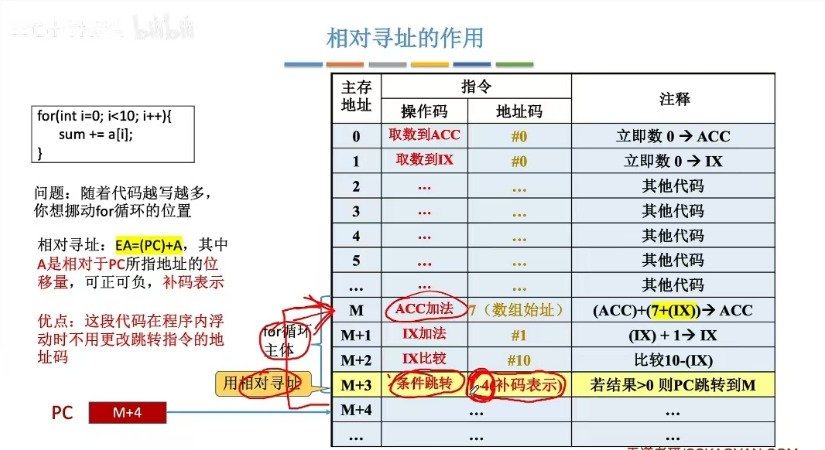 相对寻址的作用
for(int i=0; i<10; i++){
sum += a[i];
}
问题：随着代码越写越多，
你想挪动for循环的位置
相对寻址：EA=(PC)+A，其中
A是相对于PC所指地址的位
移量，可正可负，补码表示
优点：这段代码在程序内浮
动时不用更改跳转指令的地
址码
for循环
主体
用相对寻址
PC M+4
主存地址 指令 注释
操作码 地址码
0 取数到ACC #0 立即数 0 → ACC
1 取数到IX #0 立即数 0 → IX
2 … … 其他代码
3 … … 其他代码
4 … … 其他代码
5 … … 其他代码
… … … 其他代码
M ACC加法 7（数组始址） (ACC)+(7+(IX))→ ACC
M+1 IX加法 #1 (IX) + 1→ IX
M+2 IX比较 #10 比较10-(IX)
M+3 条件跳转 -4(补码表示) 若结果>0 则PC跳转到M
M+4 … …
… … …
bilibili